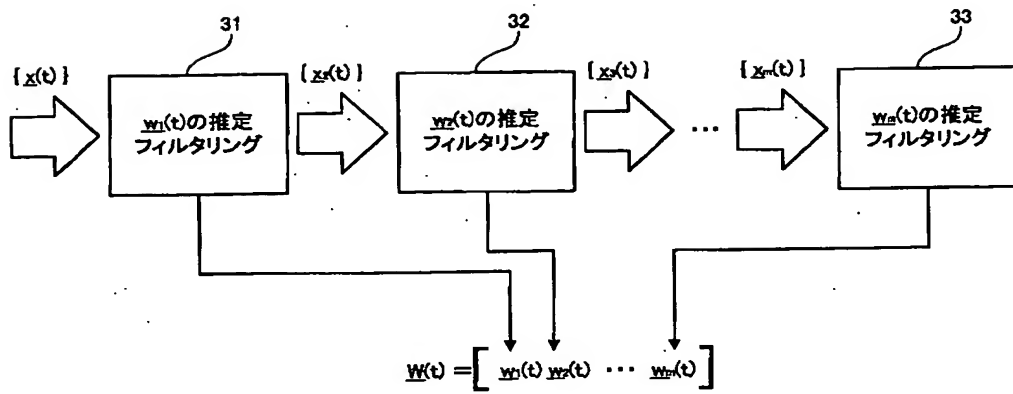 31
32
33
{x(t)}
{x₂(t)}
{x₃(t)}
{xₘ(t)}
w₁(t)の推定
フィルタリング
w₂(t)の推定
フィルタリング
…
wₘ(t)の推定
フィルタリング
W(t)=[ w₁(t) w₂(t) … wₘ(t) ]